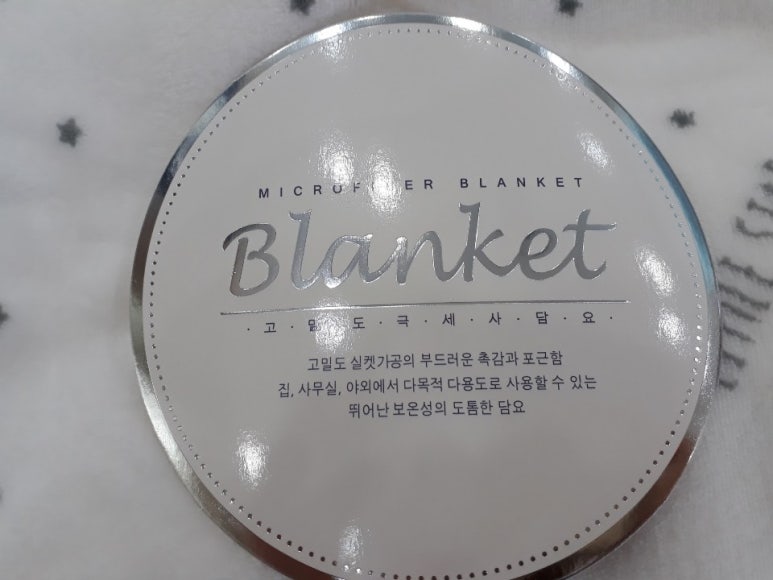 MICROFIBER BLANKET
Blanket
·고·밀·도·극·세·사·담·요·
고밀도 실켓가공의 부드러운 촉감과 포근함
집, 사무실, 야외에서 다목적 다용도로 사용할 수 있는
뛰어난 보온성의 도톰한 담요